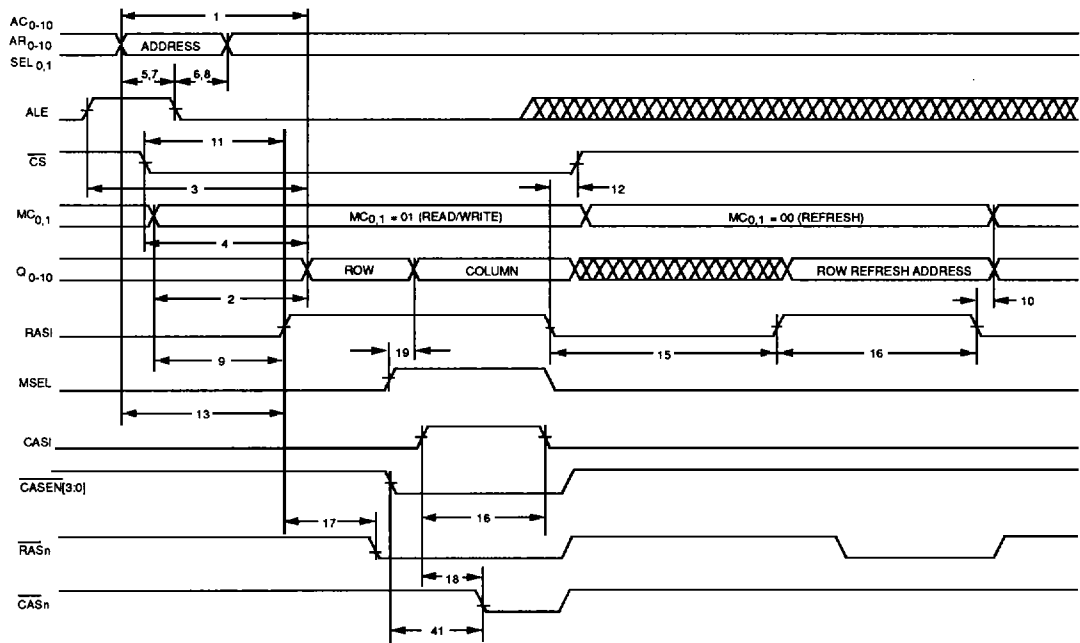 AC0-10
1
AR0-10
ADDRESS
SEL0,1
5,7
6,8
ALE
11
CS
3
12
MC0,1
MC0,1 = 01 (READ/WRITE)
MC0,1 = 00 (REFRESH)
4
Q0-10
ROW
COLUMN
ROW REFRESH ADDRESS
2
10
RASI
9
19
15
16
MSEL
13
CASI
CASEN[3:0]
17
16
RASn
18
CASn
41